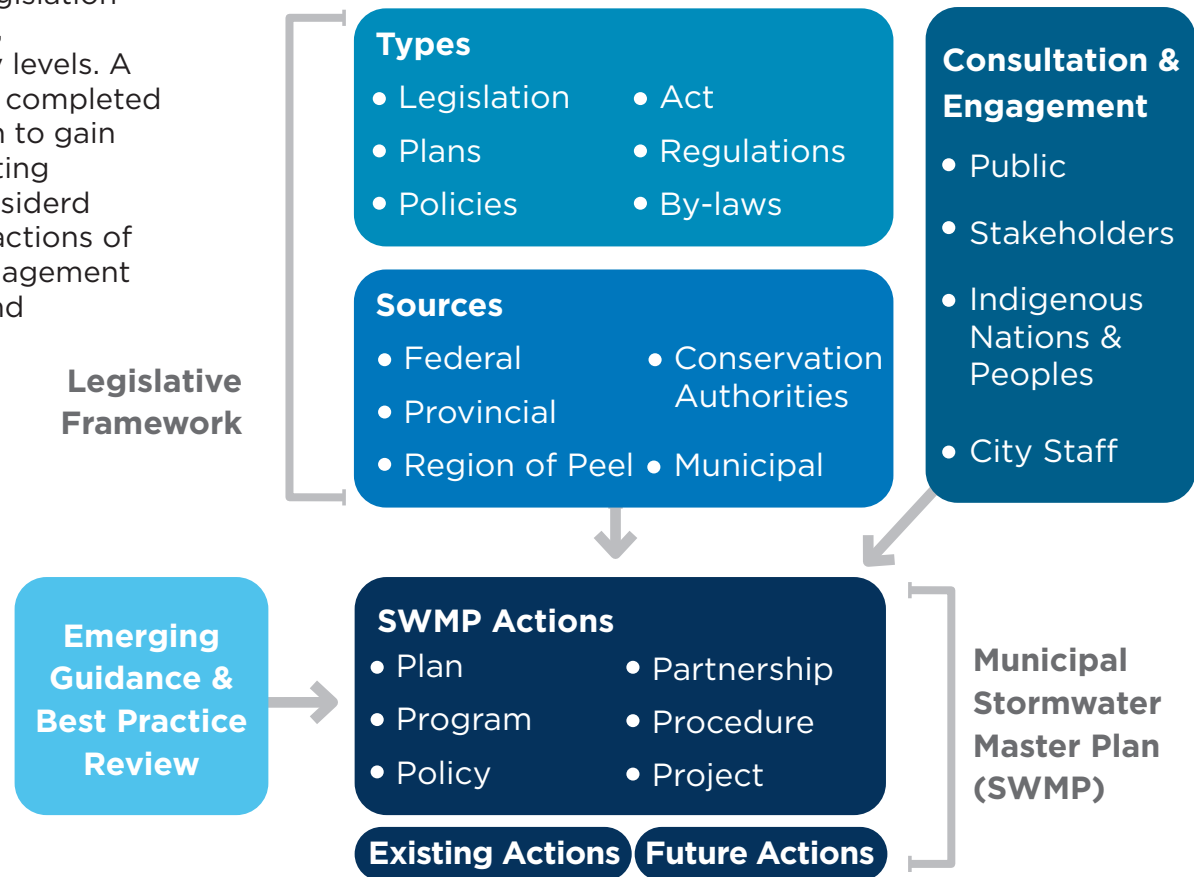 gislation
y levels. A
completed
n to gain
ting
siderd
actions of
agement
nd
Legislative
Framework
Types
• Legislation
• Plans
• Policies
• Act
• Regulations
• By-laws
Sources
• Federal
• Provincial
• Region of Peel
• Conservation
Authorities
• Municipal
Consultation &
Engagement
• Public
• Stakeholders
• Indigenous
Nations &
Peoples
• City Staff
Emerging
Guidance &
Best Practice
Review
SWMP Actions
• Plan
• Program
• Policy
• Partnership
• Procedure
• Project
Existing Actions
Future Actions
Municipal
Stormwater
Master Plan
(SWMP)